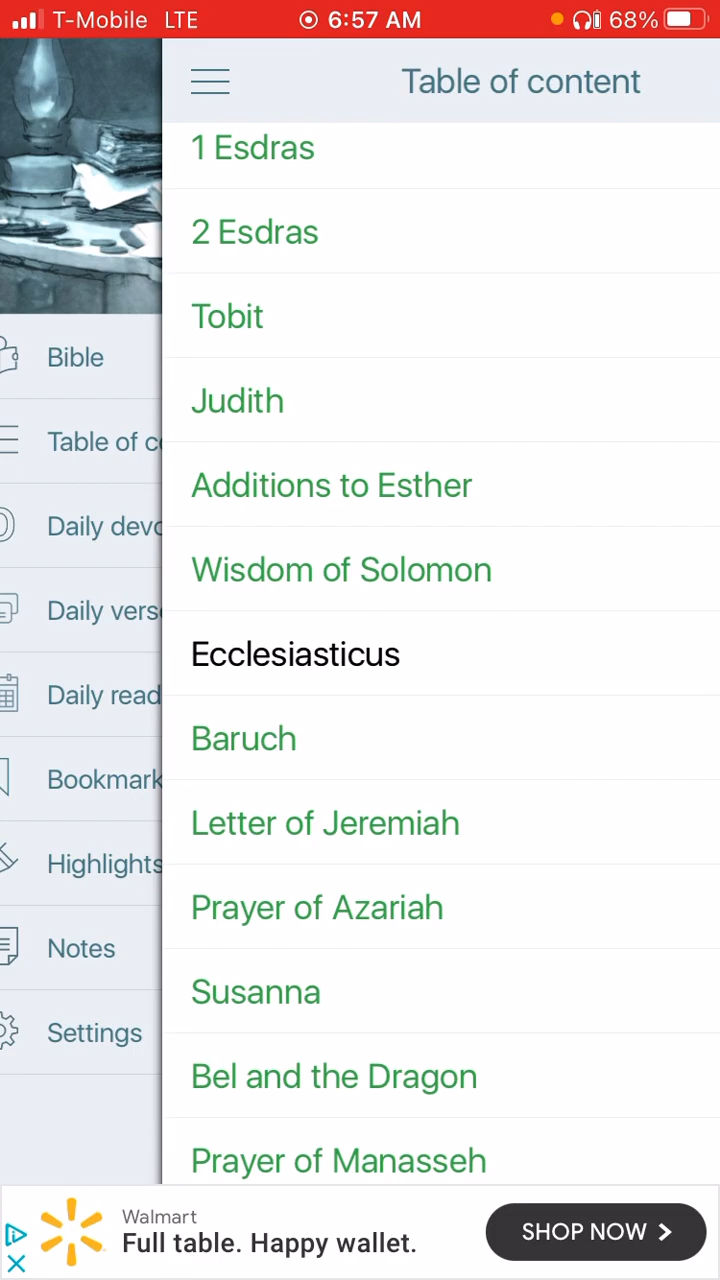 T-Mobile LTE 6:57 AM 68%
Table of content
1 Esdras
2 Esdras
Tobit
Judith
Additions to Esther
Wisdom of Solomon
Ecclesiasticus
Baruch
Letter of Jeremiah
Prayer of Azariah
Susanna
Bel and the Dragon
Prayer of Manasseh
Bible
Table of co
Daily devo
Daily verse
Daily read
Bookmark
Highlights
Notes
Settings
Walmart
Full table. Happy wallet.
SHOP NOW